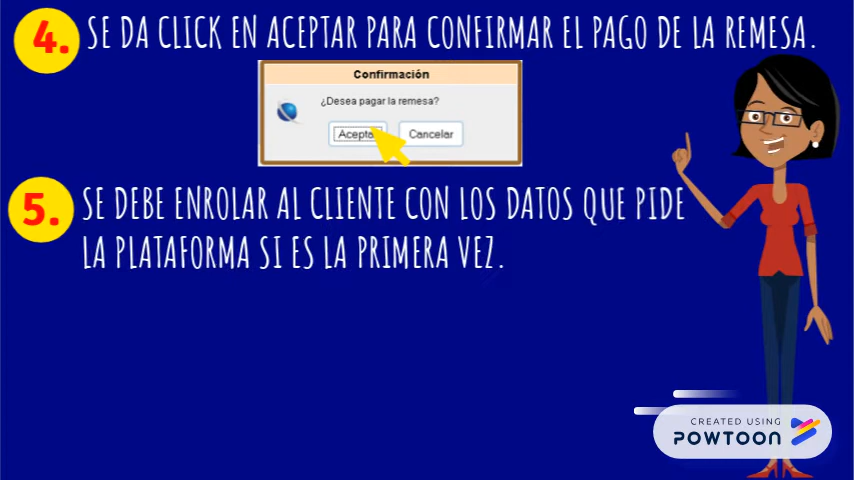 4. SE DA CLICK EN ACEPTAR PARA CONFIRMAR EL PAGO DE LA REMESA.
Confirmación
¿Desea pagar la remesa?
Acepta Cancelar
5. SE DEBE ENROLAR AL CLIENTE CON LOS DATOS QUE PIDE
LA PLATAFORMA SI ES LA PRIMERA VEZ.
CREATED USING
POWTOON